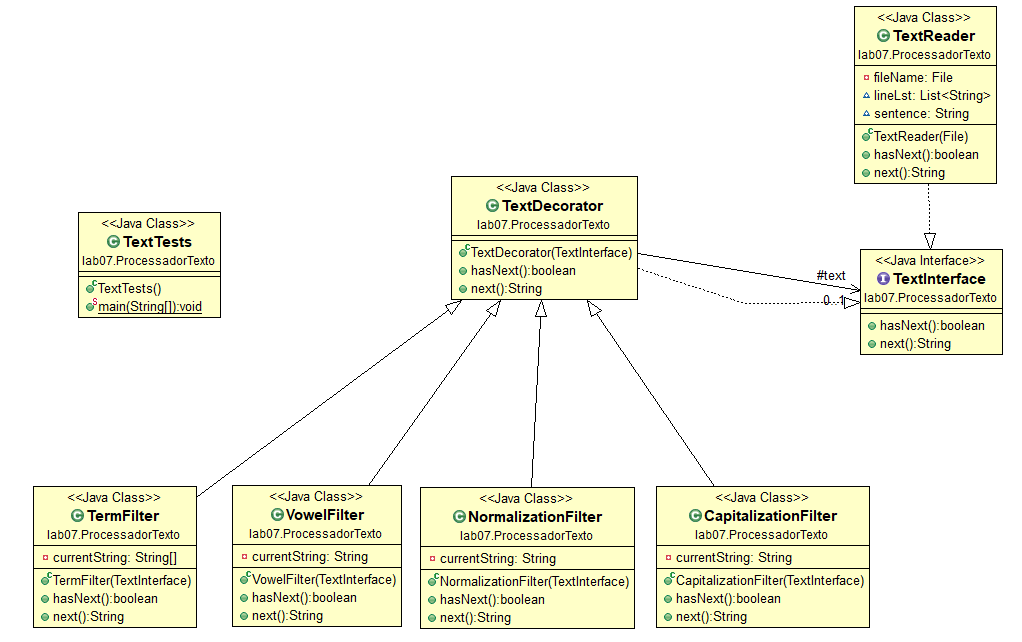 <<Java Class>>
TextReader
lab07.ProcessadorTexto
fileName: File
lineLst: List<String>
sentence: String
TextReader(File)
hasNext():boolean
next():String
<<Java Class>>
TextDecorator
lab07.ProcessadorTexto
TextDecorator(TextInterface)
hasNext():boolean
next():String
<<Java Class>>
TextTests
lab07.ProcessadorTexto
TextTests()
main(String[]):void
#text
0..1
<<Java Interface>>
TextInterface
lab07.ProcessadorTexto
hasNext():boolean
next():String
<<Java Class>>
TermFilter
lab07.ProcessadorTexto
currentString: String[]
TermFilter(TextInterface)
hasNext():boolean
next():String
<<Java Class>>
VowelFilter
lab07.ProcessadorTexto
currentString: String
VowelFilter(TextInterface)
hasNext():boolean
next():String
<<Java Class>>
NormalizationFilter
lab07.ProcessadorTexto
currentString: String
NormalizationFilter(TextInterface)
hasNext():boolean
next():String
<<Java Class>>
CapitalizationFilter
lab07.ProcessadorTexto
currentString: String
CapitalizationFilter(TextInterface)
hasNext():boolean
next():String